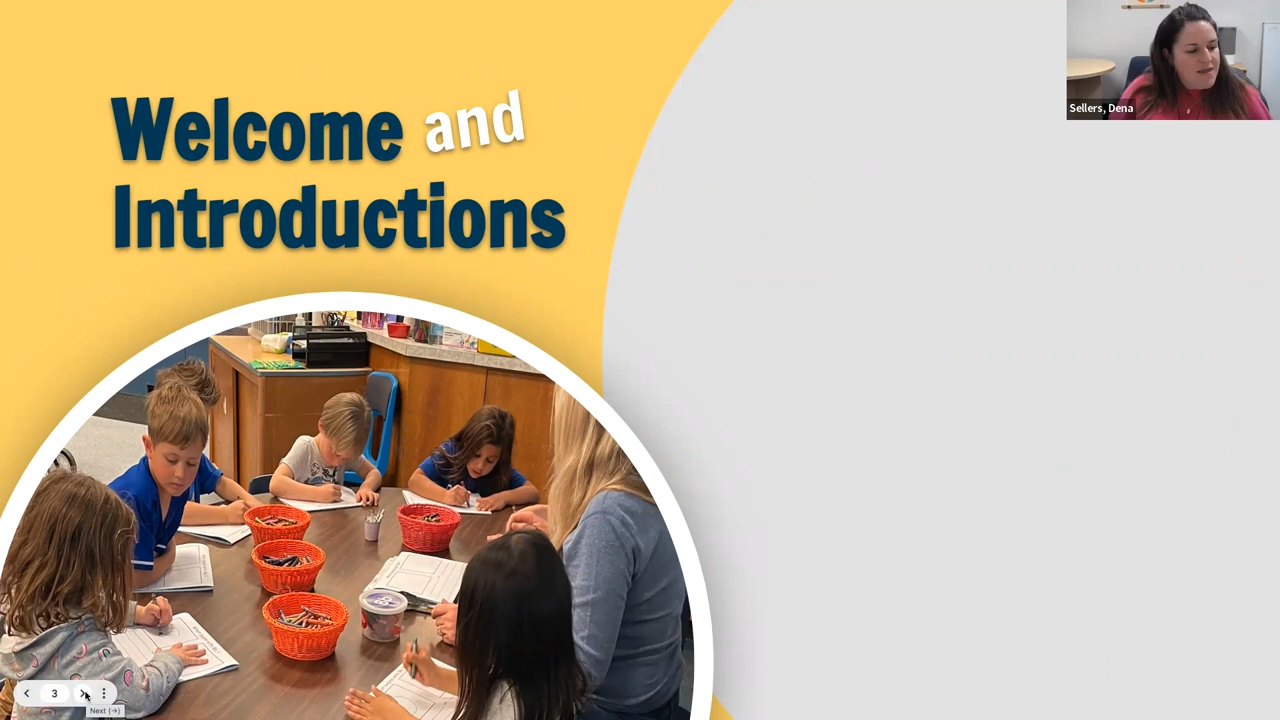 Welcome and
Introductions
Sellers, Dena
3
Next (→)